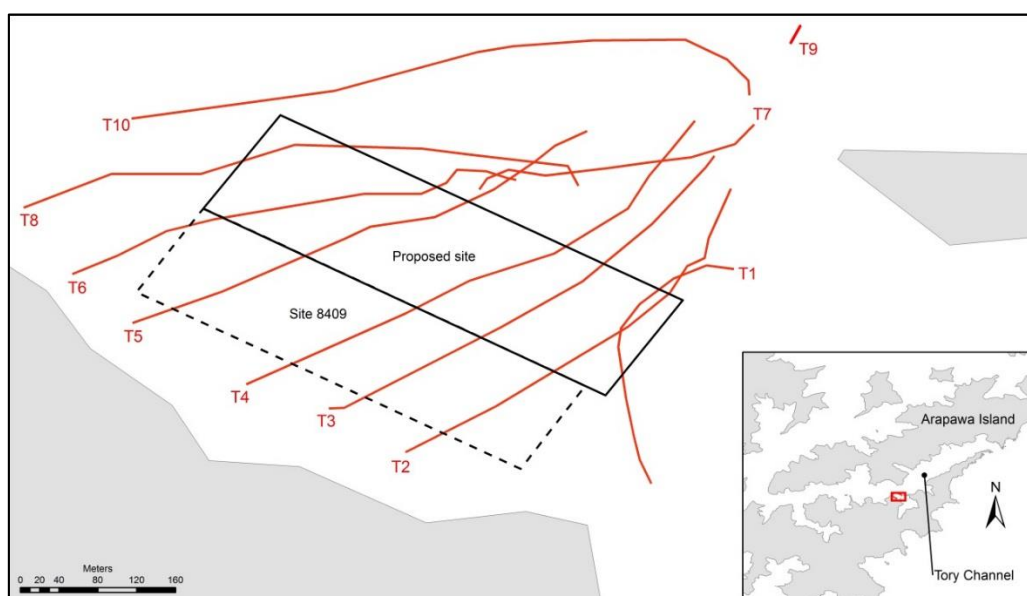 T9
T10
T7
T8
Proposed site
T1
T6
Site 8409
T5
T4
T3
T2
Arapawa Island
N
Tory Channel
Meters
0 20 40 80 120 160